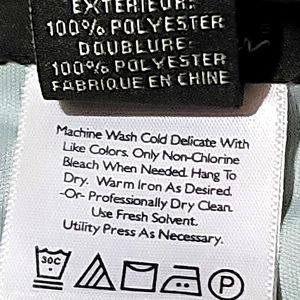 EXTÉRIEUR:
100% POLYESTER
DOUBLURE:
100% POLYESTER
FABRIQUÉ EN CHINE
Machine Wash Cold Delicate With
Like Colors. Only Non-Chlorine
Bleach When Needed. Hang To
Dry. Warm Iron As Desired.
-Or- Professionally Dry Clean.
Use Fresh Solvent.
Utility Press As Necessary.
30C
P